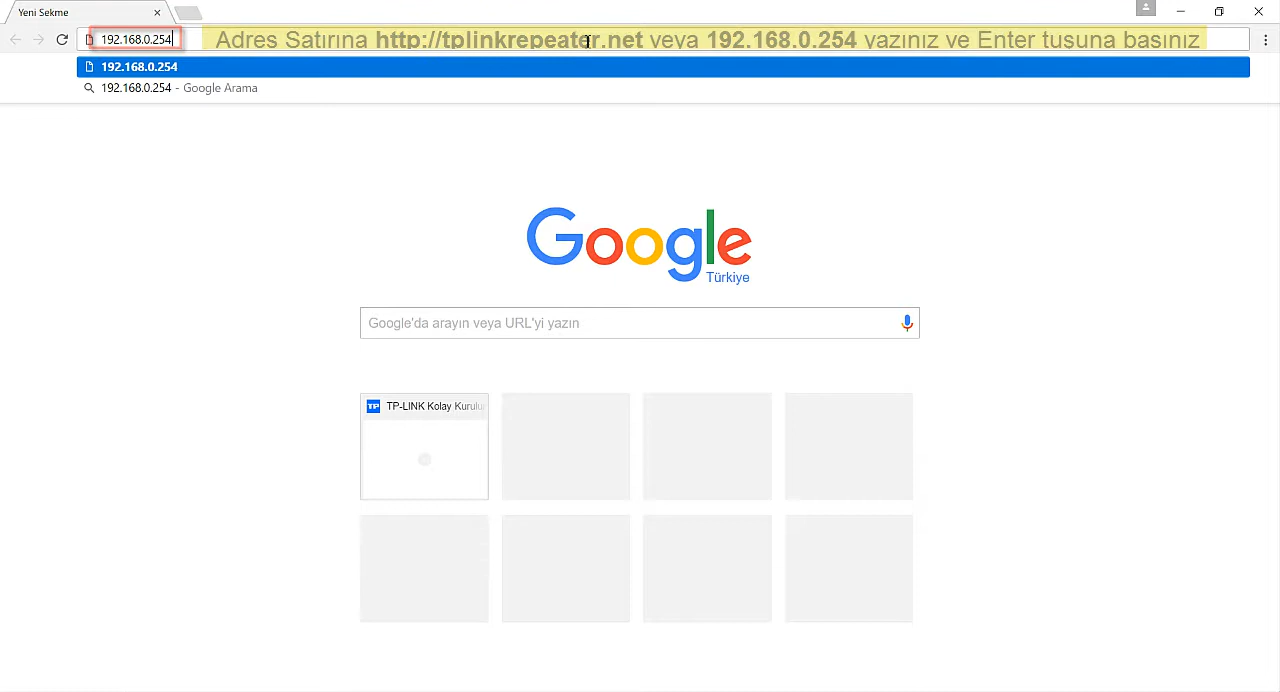 Yeni Sekme
192.168.0.254
Adres Satırına http://tplinkrepeater.net veya 192.168.0.254 yazınız ve Enter tuşuna basınız
192.168.0.254
192.168.0.254 - Google Arama
Google
Türkiye
Google'da arayın veya URL'yi yazın
TP TP-LINK Kolay Kurulu